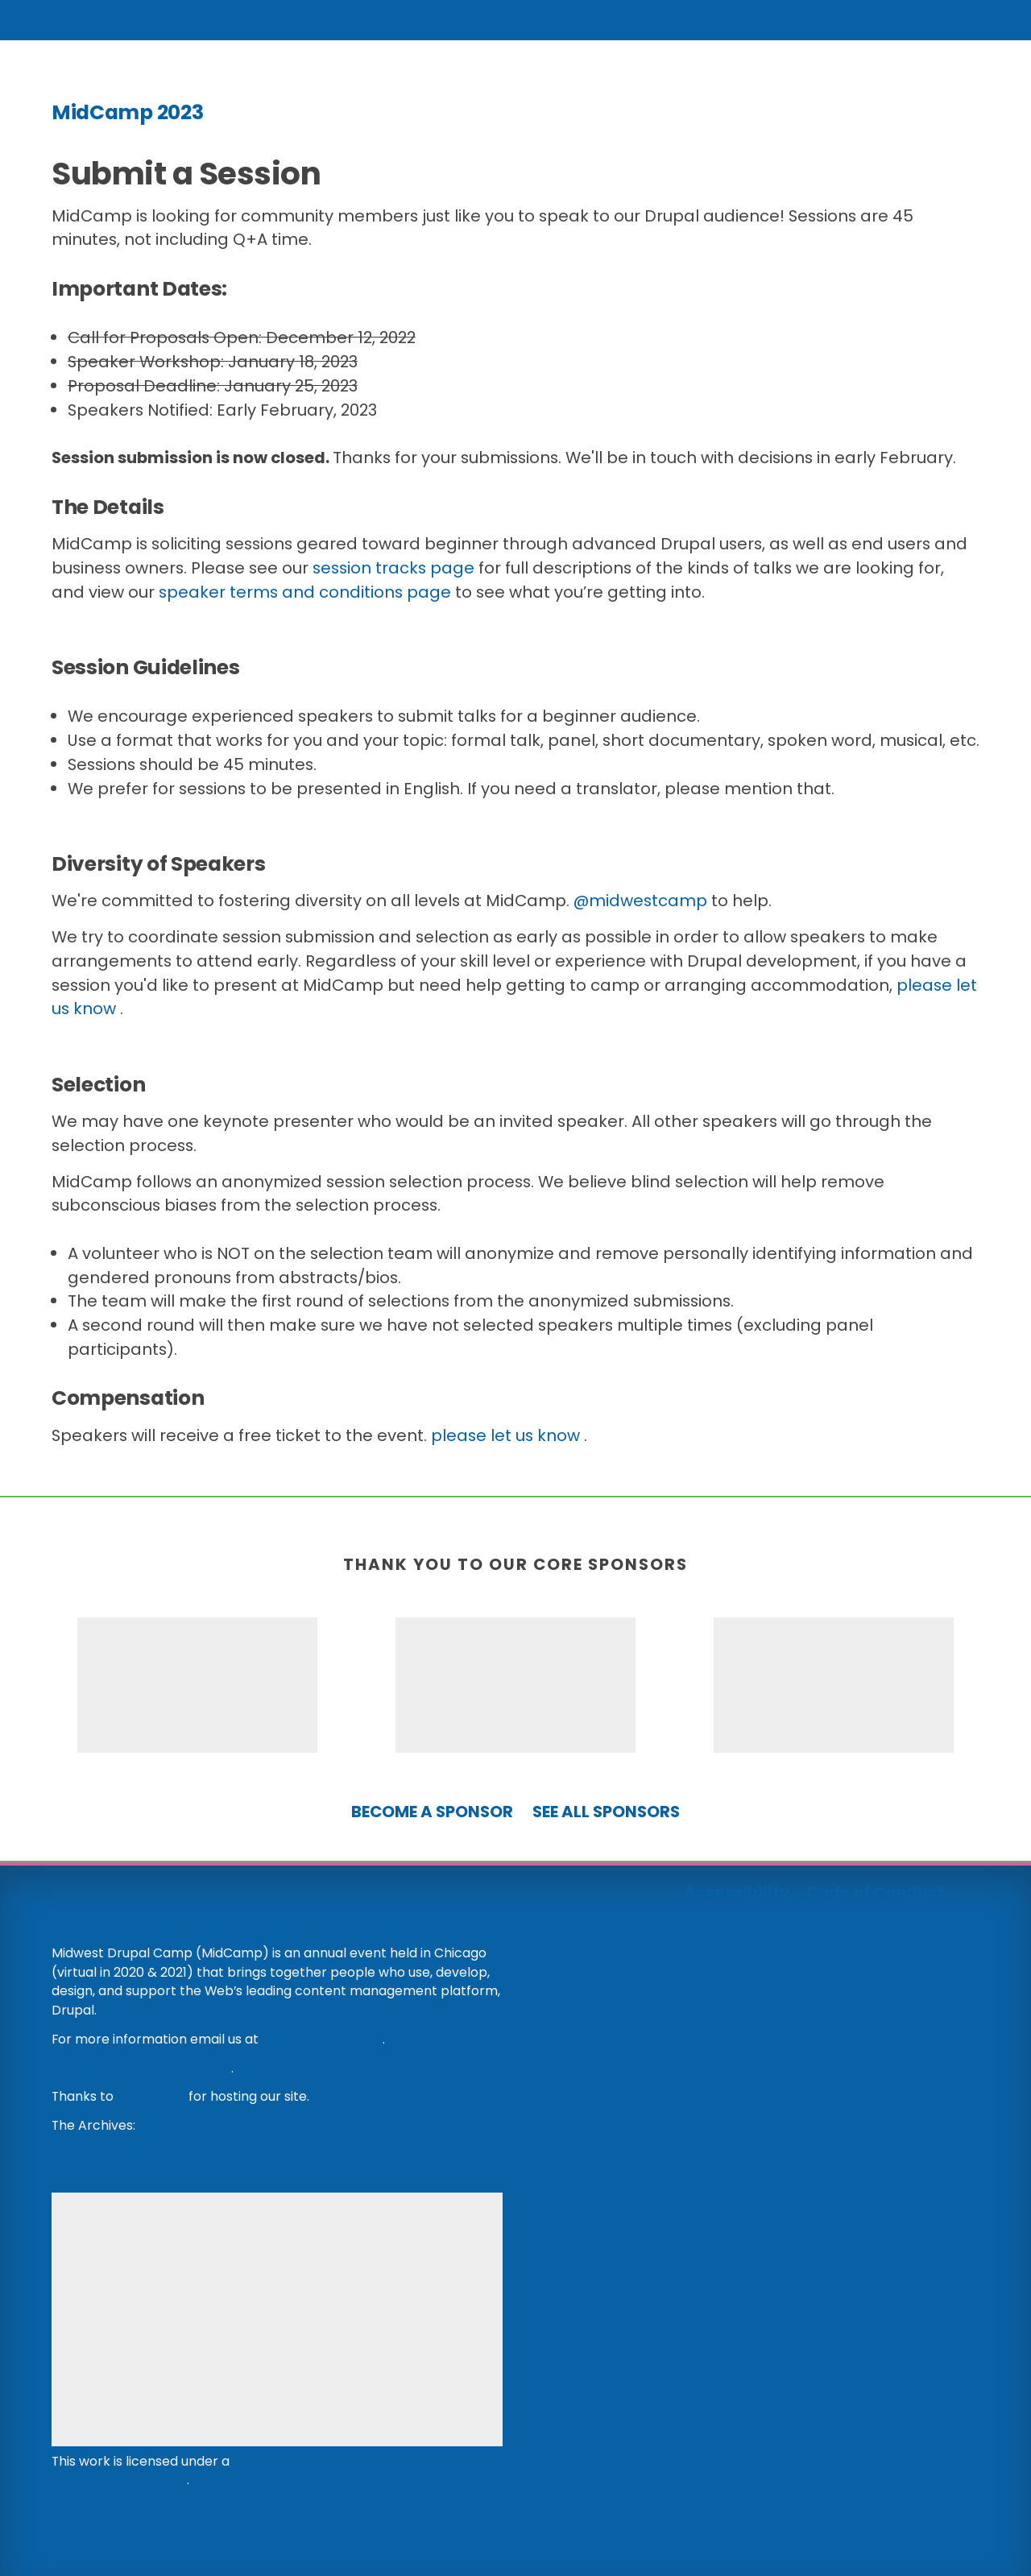 MidCamp 2023
Submit a Session
MidCamp is looking for community members just like you to speak to our Drupal audience! Sessions are 45
minutes, not including Q+A time.
Important Dates:
Call for Proposals Open: December 12, 2022
Speaker Workshop: January 18, 2023
Proposal Deadline: January 25, 2023
Speakers Notified: Early February, 2023
Session submission is now closed. Thanks for your submissions. We'll be in touch with decisions in early February.
The Details
MidCamp is soliciting sessions geared toward beginner through advanced Drupal users, as well as end users and
business owners. Please see our session tracks page for full descriptions of the kinds of talks we are looking for,
and view our speaker terms and conditions page to see what you’re getting into.
Session Guidelines
We encourage experienced speakers to submit talks for a beginner audience.
Use a format that works for you and your topic: formal talk, panel, short documentary, spoken word, musical, etc.
Sessions should be 45 minutes.
We prefer for sessions to be presented in English. If you need a translator, please mention that.
Diversity of Speakers
We're committed to fostering diversity on all levels at MidCamp. @midwestcamp to help.
We try to coordinate session submission and selection as early as possible in order to allow speakers to make
arrangements to attend early. Regardless of your skill level or experience with Drupal development, if you have a
session you'd like to present at MidCamp but need help getting to camp or arranging accommodation, please let
us know .
Selection
We may have one keynote presenter who would be an invited speaker. All other speakers will go through the
selection process.
MidCamp follows an anonymized session selection process. We believe blind selection will help remove
subconscious biases from the selection process.
A volunteer who is NOT on the selection team will anonymize and remove personally identifying information and
gendered pronouns from abstracts/bios.
The team will make the first round of selections from the anonymized submissions.
A second round will then make sure we have not selected speakers multiple times (excluding panel
participants).
Compensation
Speakers will receive a free ticket to the event. please let us know .
THANK YOU TO OUR CORE SPONSORS
BECOME A SPONSOR SEE ALL SPONSORS
Midwest Drupal Camp (MidCamp) is an annual event held in Chicago
(virtual in 2020 & 2021) that brings together people who use, develop,
design, and support the Web’s leading content management platform,
Drupal.
For more information email us at .
.
Thanks to for hosting our site.
The Archives:
This work is licensed under a
.